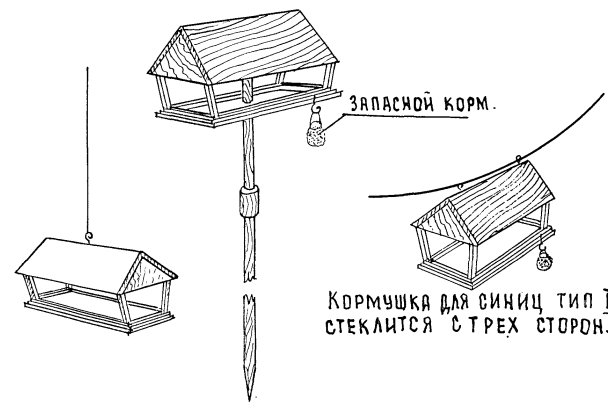 ЗАПАСНОЙ КОРМ.
КОРМУШКА ДЛЯ СИНИЦ ТИП
СТЕКЛИТСЯ С ТРЕХ СТОРОН.